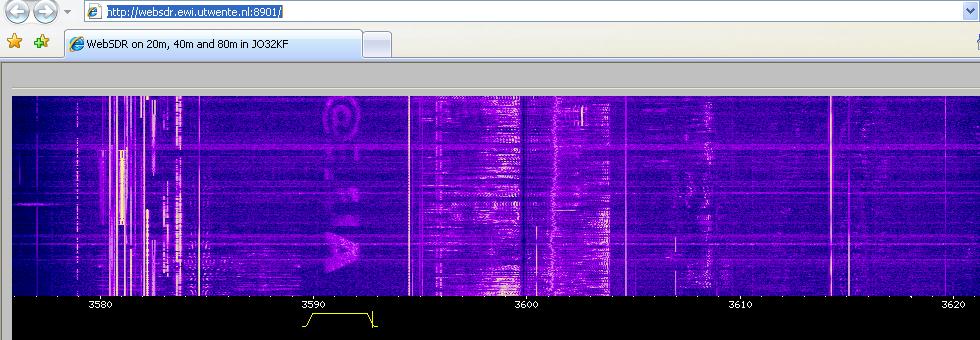 http://websdr.ewi.utwente.nl:8901/
WebSDR on 20m, 40m and 80m in JO32KF
3580 3590 3600 3610 3620